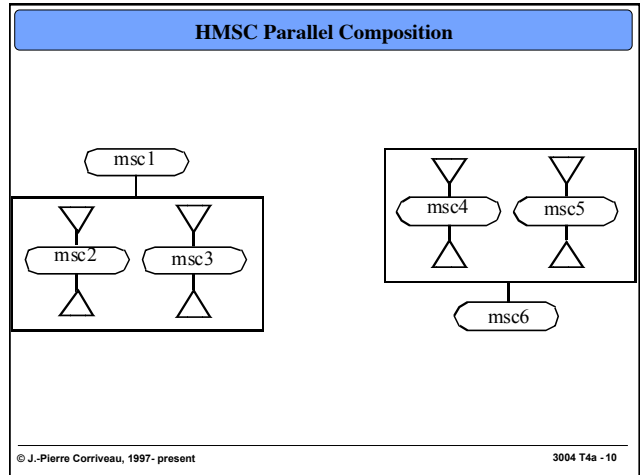 HMSC Parallel Composition
msc1
msc2
msc3
msc4
msc5
msc6
© J.-Pierre Corriveau, 1997- present
3004 T4a - 10